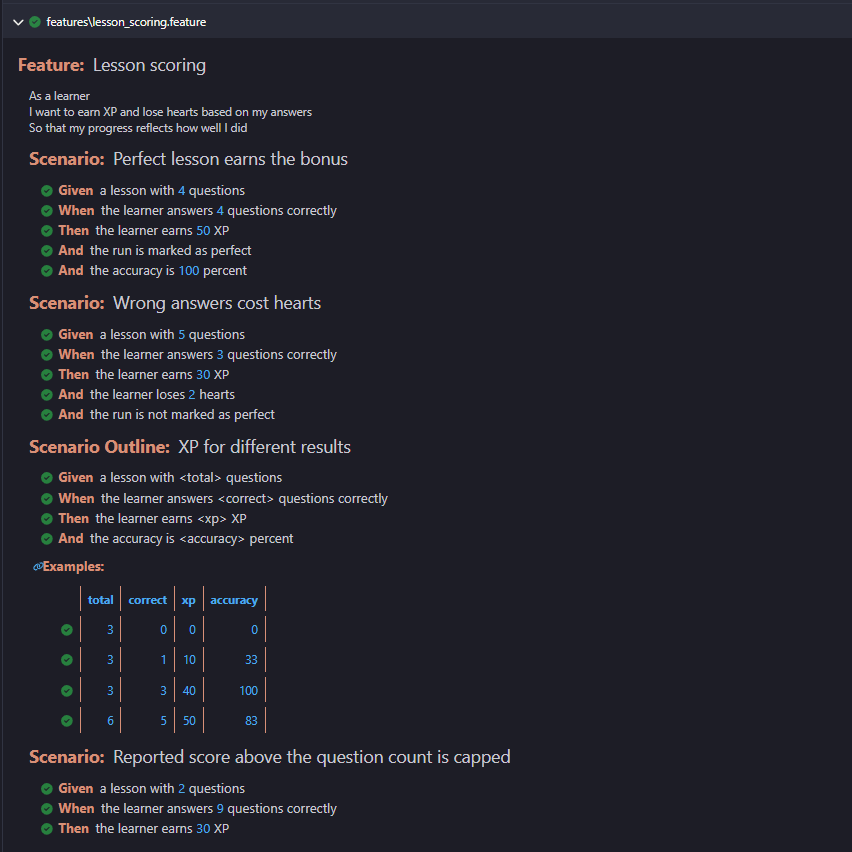 features\lesson_scoring.feature
Feature: Lesson scoring
As a learner
I want to earn XP and lose hearts based on my answers
So that my progress reflects how well I did
Scenario: Perfect lesson earns the bonus
Given a lesson with 4 questions
When the learner answers 4 questions correctly
Then the learner earns 50 XP
And the run is marked as perfect
And the accuracy is 100 percent
Scenario: Wrong answers cost hearts
Given a lesson with 5 questions
When the learner answers 3 questions correctly
Then the learner earns 30 XP
And the learner loses 2 hearts
And the run is not marked as perfect
Scenario Outline: XP for different results
Given a lesson with <total> questions
When the learner answers <correct> questions correctly
Then the learner earns <xp> XP
And the accuracy is <accuracy> percent
Examples:
total correct xp accuracy
3 0 0 0
3 1 10 33
3 3 40 100
6 5 50 83
Scenario: Reported score above the question count is capped
Given a lesson with 2 questions
When the learner answers 9 questions correctly
Then the learner earns 30 XP